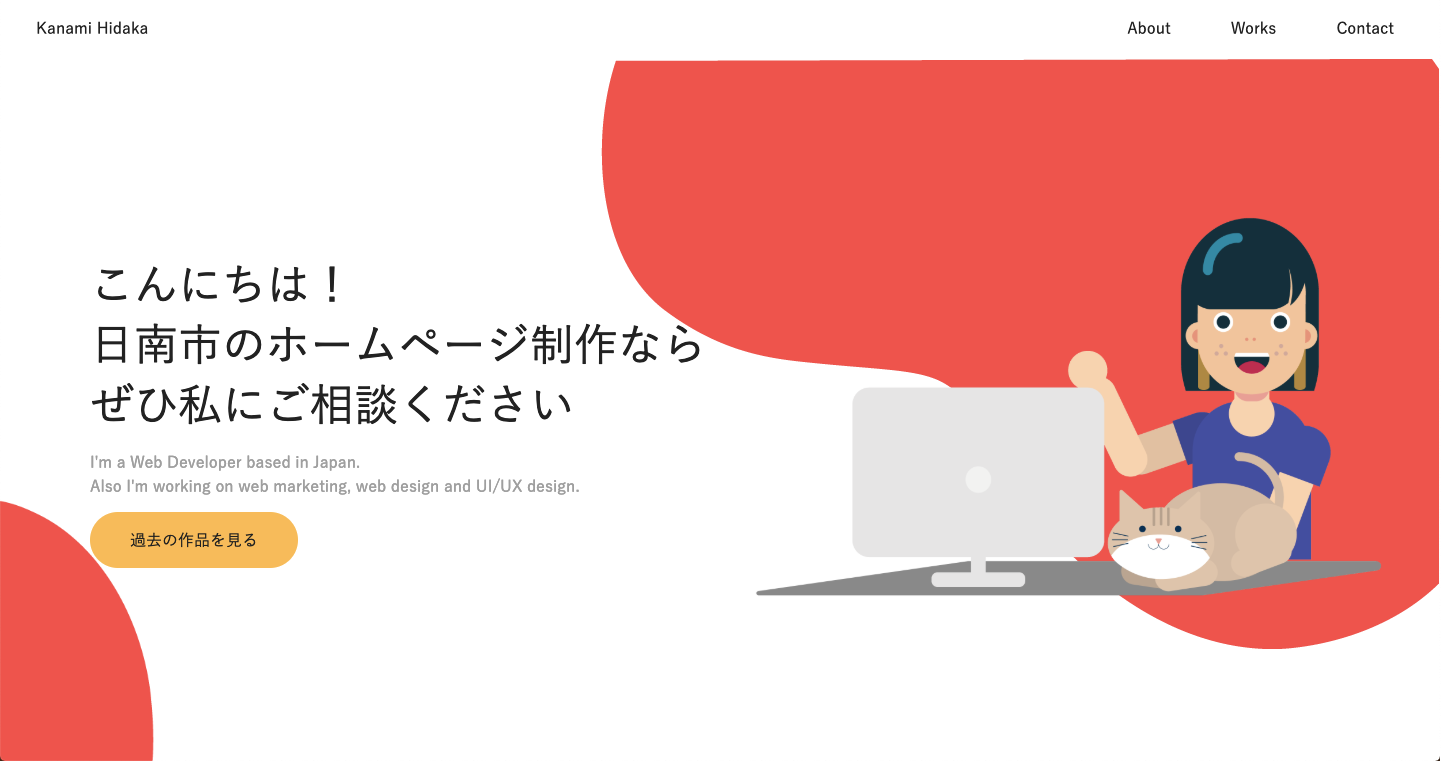 Kanami Hidaka
About
Works
Contact
こんにちは！
日南市のホームページ制作なら
ぜひ私にご相談ください
I'm a Web Developer based in Japan.
Also I'm working on web marketing, web design and UI/UX design.
過去の作品を見る